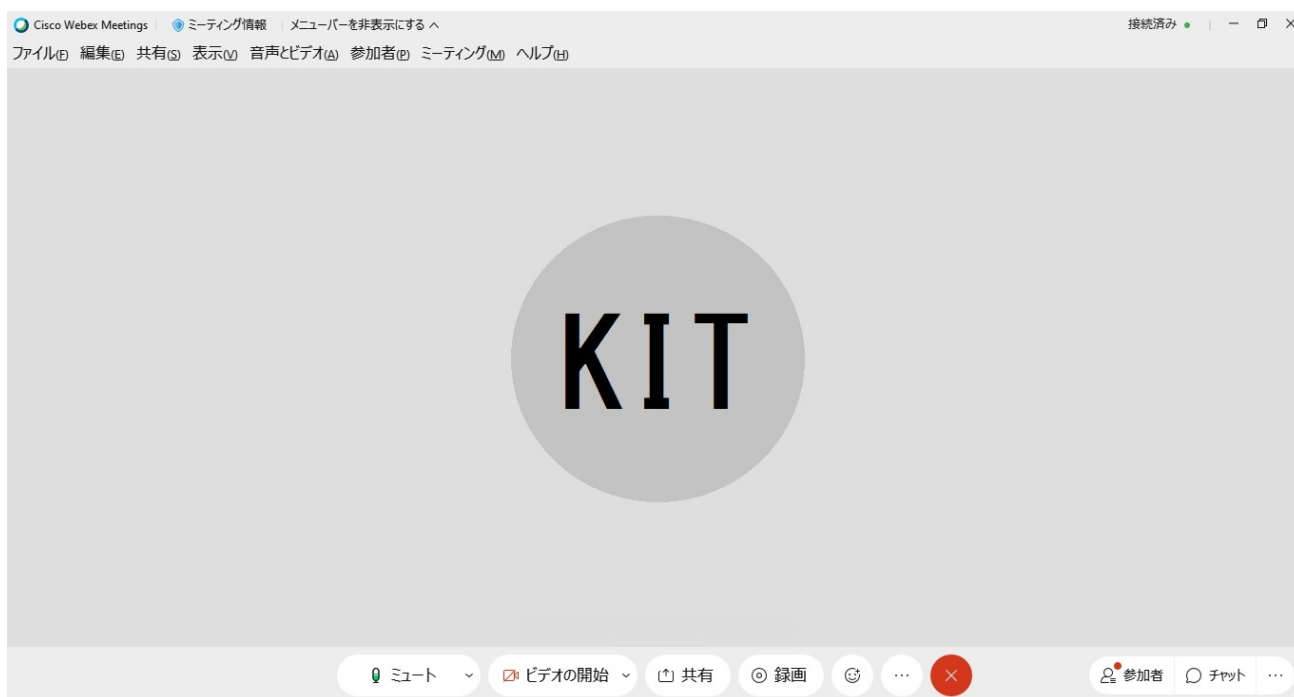 Cisco Webex Meetings ミーティング情報 メニューバーを非表示にする 接続済み
ファイル(F) 編集(E) 共有(S) 表示(V) 音声とビデオ(A) 参加者(P) ミーティング(M) ヘルプ(H)
KIT
ミュート ビデオの開始 共有 録画 参加者 チャット